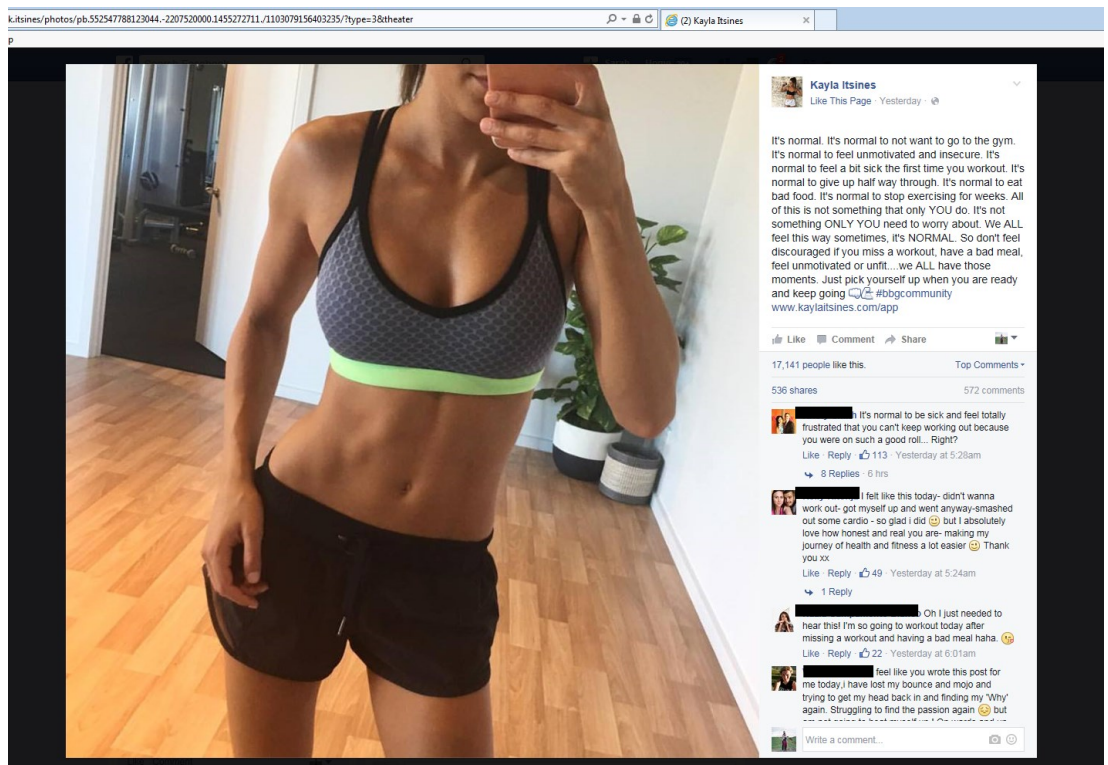 k.itsines/photos/pb.552547788123044.-2207520000.1455272711./1103079156403235/?type=3&theater
(2) Kayla Itsines
p
Kayla Itsines
Like This Page · Yesterday ·
It's normal. It's normal to not want to go to the gym.
It's normal to feel unmotivated and insecure. It's
normal to feel a bit sick the first time you workout. It's
normal to give up half way through. It's normal to eat
bad food. It's normal to stop exercising for weeks. All
of this is not something that only YOU do. It's not
something ONLY YOU need to worry about. We ALL
feel this way sometimes, it's NORMAL. So don't feel
discouraged if you miss a workout, have a bad meal,
feel unmotivated or unfit....we ALL have those
moments. Just pick yourself up when you are ready
and keep going #bbgcommunity
www.kaylaitsines.com/app
Like Comment Share
17,141 people like this. Top Comments
536 shares 572 comments
h It's normal to be sick and feel totally
frustrated that you can't keep working out because
you were on such a good roll... Right?
Like · Reply · 113 · Yesterday at 5:28am
8 Replies · 6 hrs
I felt like this today- didn't wanna
work out- got myself up and went anyway-smashed
out some cardio - so glad i did 🙂 but I absolutely
love how honest and real you are- making my
journey of health and fitness a lot easier 🙂 Thank
you xx
Like · Reply · 49 · Yesterday at 5:24am
1 Reply
Oh I just needed to
hear this! I'm so going to workout today after
missing a workout and having a bad meal haha. 😘
Like · Reply · 22 · Yesterday at 6:01am
feel like you wrote this post for
me today,i have lost my bounce and mojo and
trying to get my head back in and finding my 'Why'
again. Struggling to find the passion again 😊 but
Write a comment...